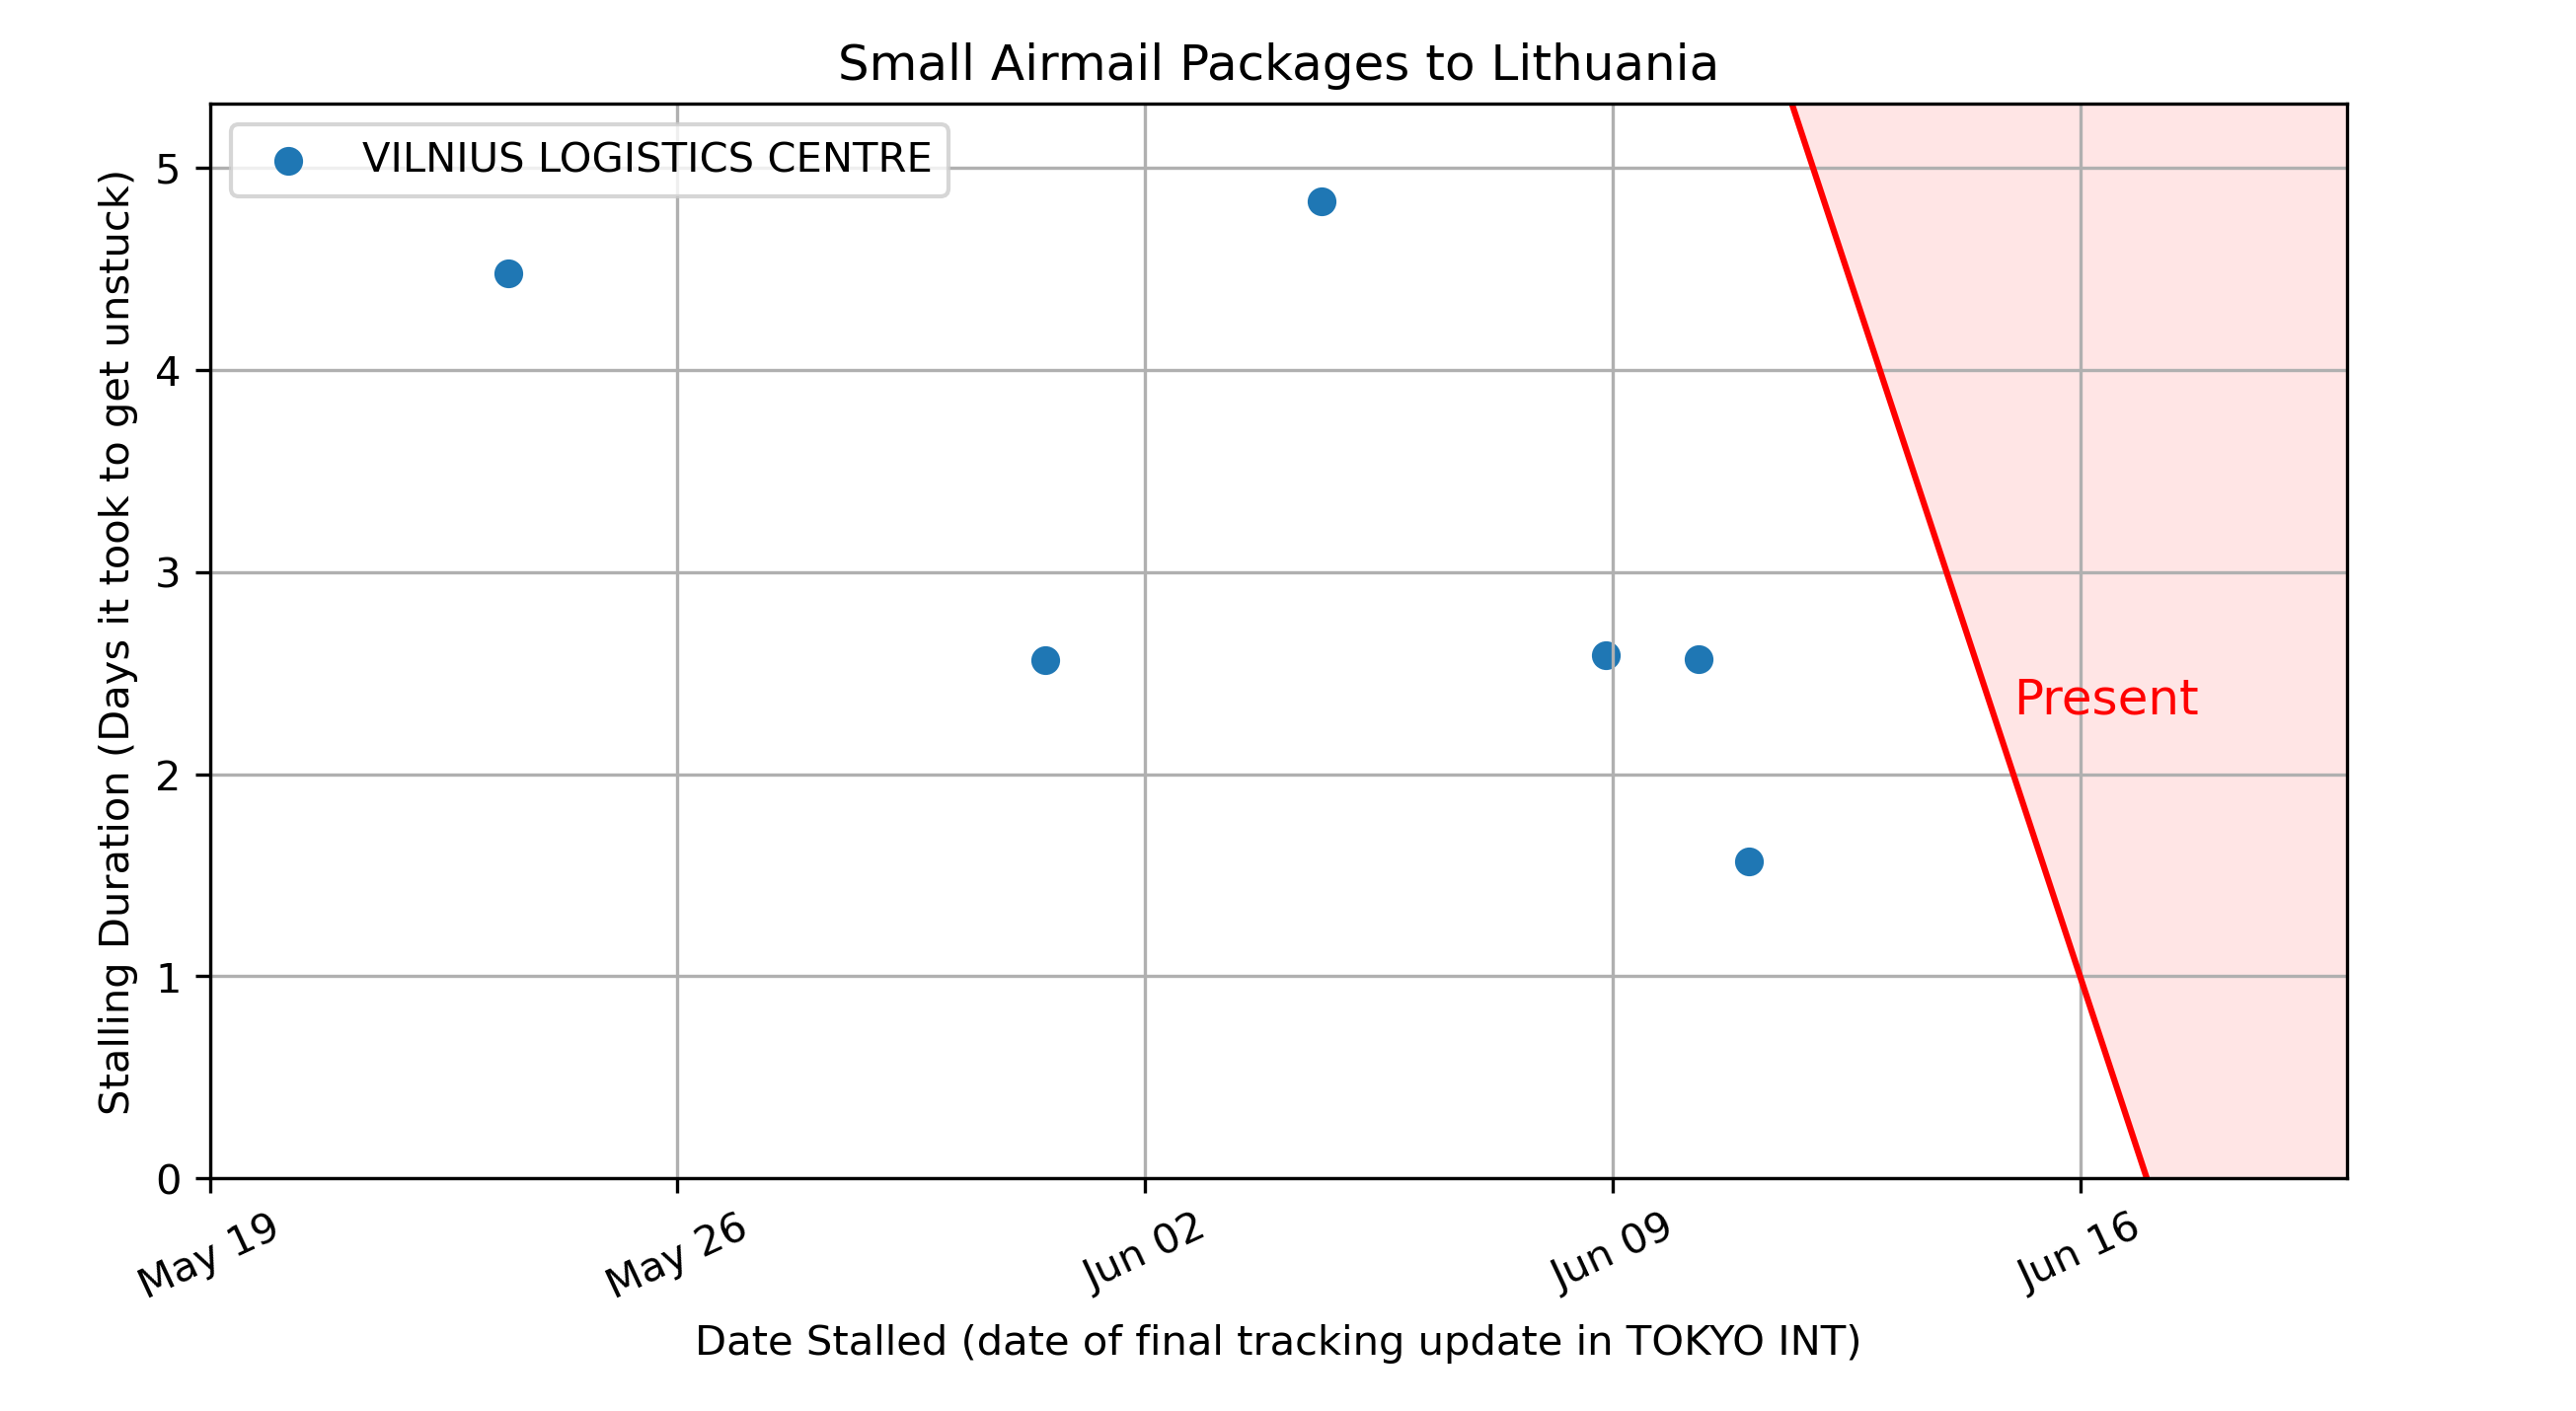 Small Airmail Packages to Lithuania
VILNIUS LOGISTICS CENTRE
Stalling Duration (Days it took to get unstuck)
5
4
3
2
1
0
Present
May 19
May 26
Jun 02
Jun 09
Jun 16
Date Stalled (date of final tracking update in TOKYO INT)